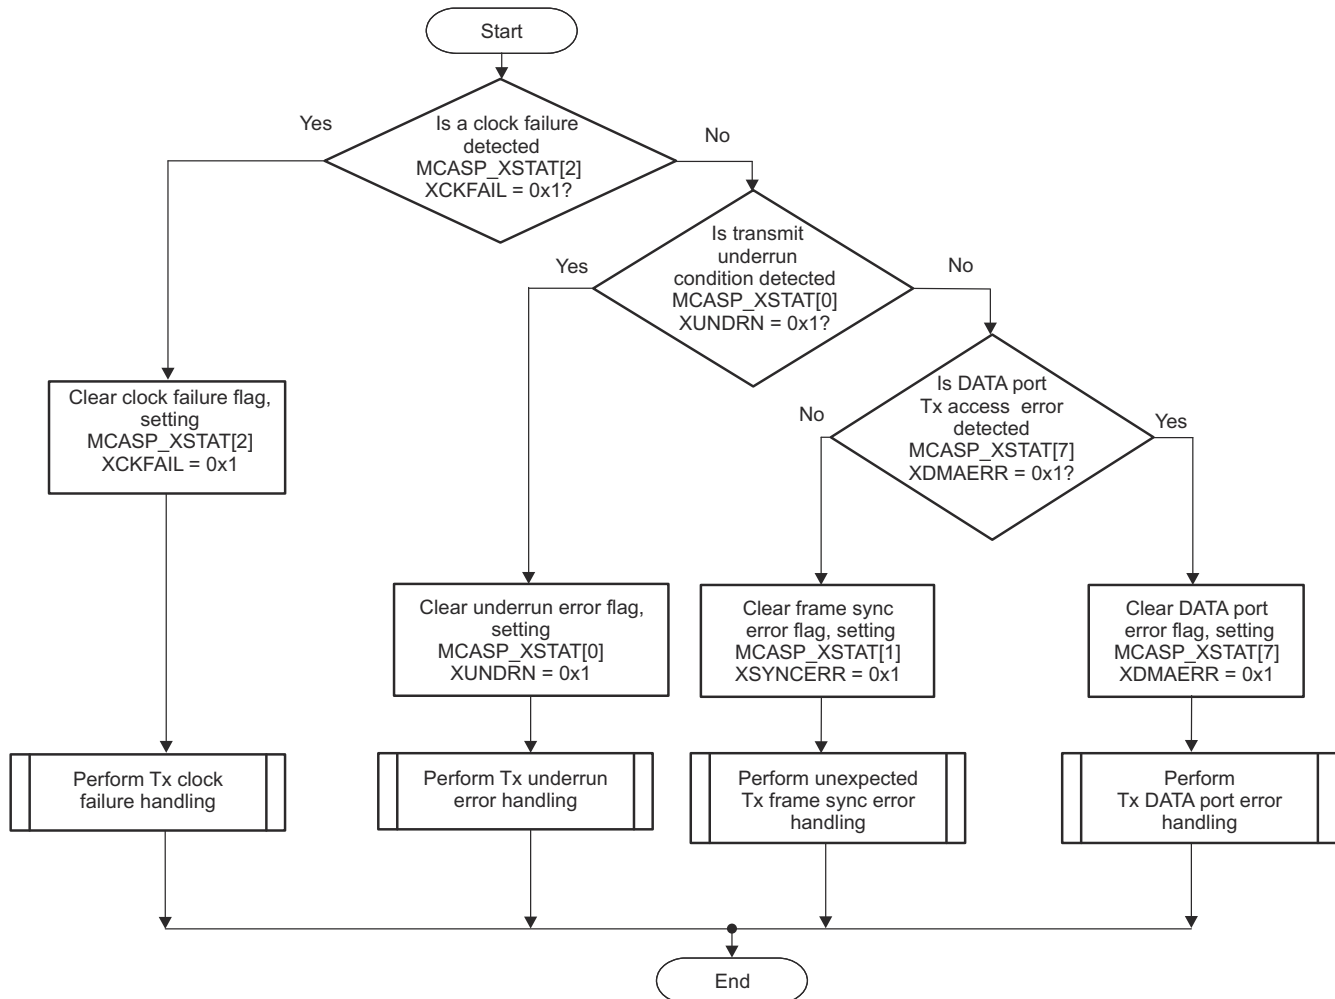 Start
Is a clock failure
detected
MCASP_XSTAT[2]
XCKFAIL = 0x1?
Yes
No
Is transmit
underrun
condition detected
MCASP_XSTAT[0]
XUNDRN = 0x1?
Yes
No
Is DATA port
Tx access error
detected
MCASP_XSTAT[7]
XDMAERR = 0x1?
No
Yes
Clear clock failure flag,
setting
MCASP_XSTAT[2]
XCKFAIL = 0x1
Clear underrun error flag,
setting
MCASP_XSTAT[0]
XUNDRN = 0x1
Clear frame sync
error flag, setting
MCASP_XSTAT[1]
XSYNCERR = 0x1
Clear DATA port
error flag, setting
MCASP_XSTAT[7]
XDMAERR = 0x1
Perform Tx clock
failure handling
Perform Tx underrun
error handling
Perform unexpected
Tx frame sync error
handling
Perform
Tx DATA port error
handling
End